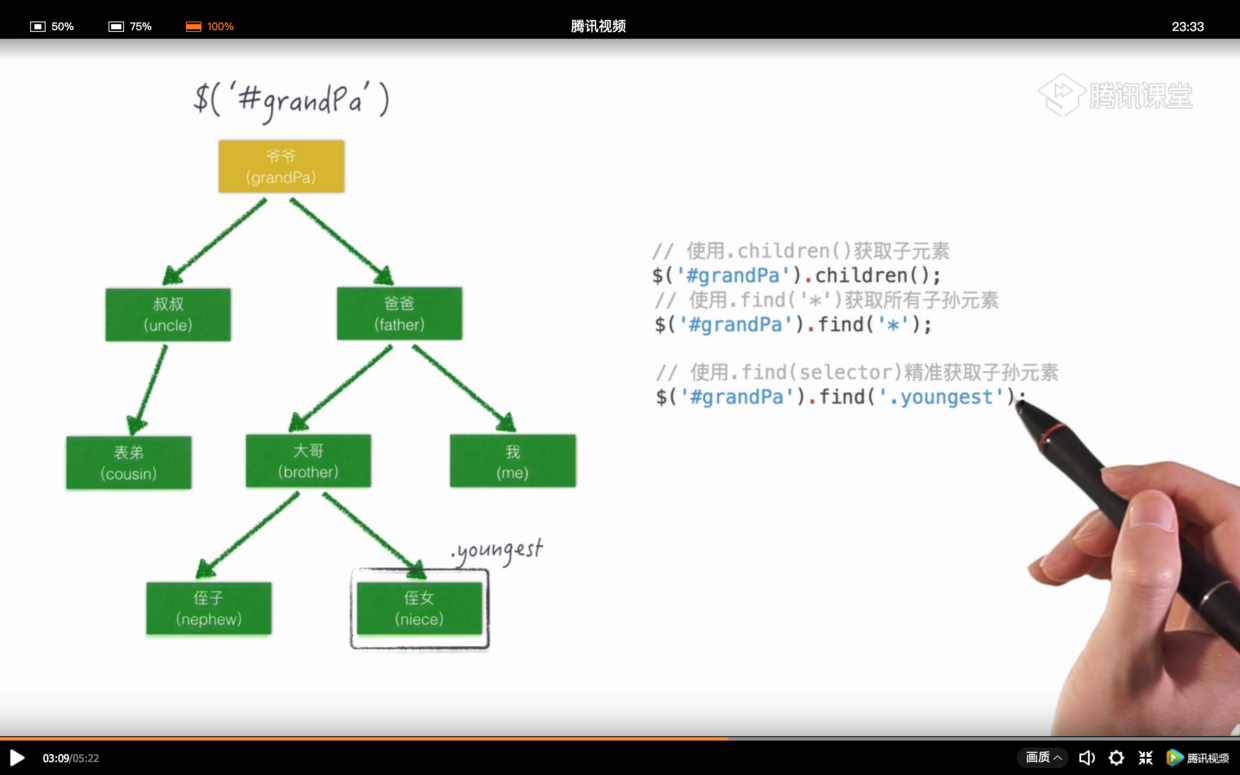 50% 75% 100% 腾讯视频 23:33
$('#grandPa')
腾讯课堂
爷爷
(grandPa)
叔叔
(uncle)
爸爸
(father)
表弟
(cousin)
大哥
(brother)
我
(me)
.youngest
侄子
(nephew)
侄女
(niece)
// 使用.children()获取子元素
$('#grandPa').children();
// 使用.find('*')获取所有子孙元素
$('#grandPa').find('*');
// 使用.find(selector)精准获取子孙元素
$('#grandPa').find('.youngest');
03:09/05:22 画质 腾讯视频